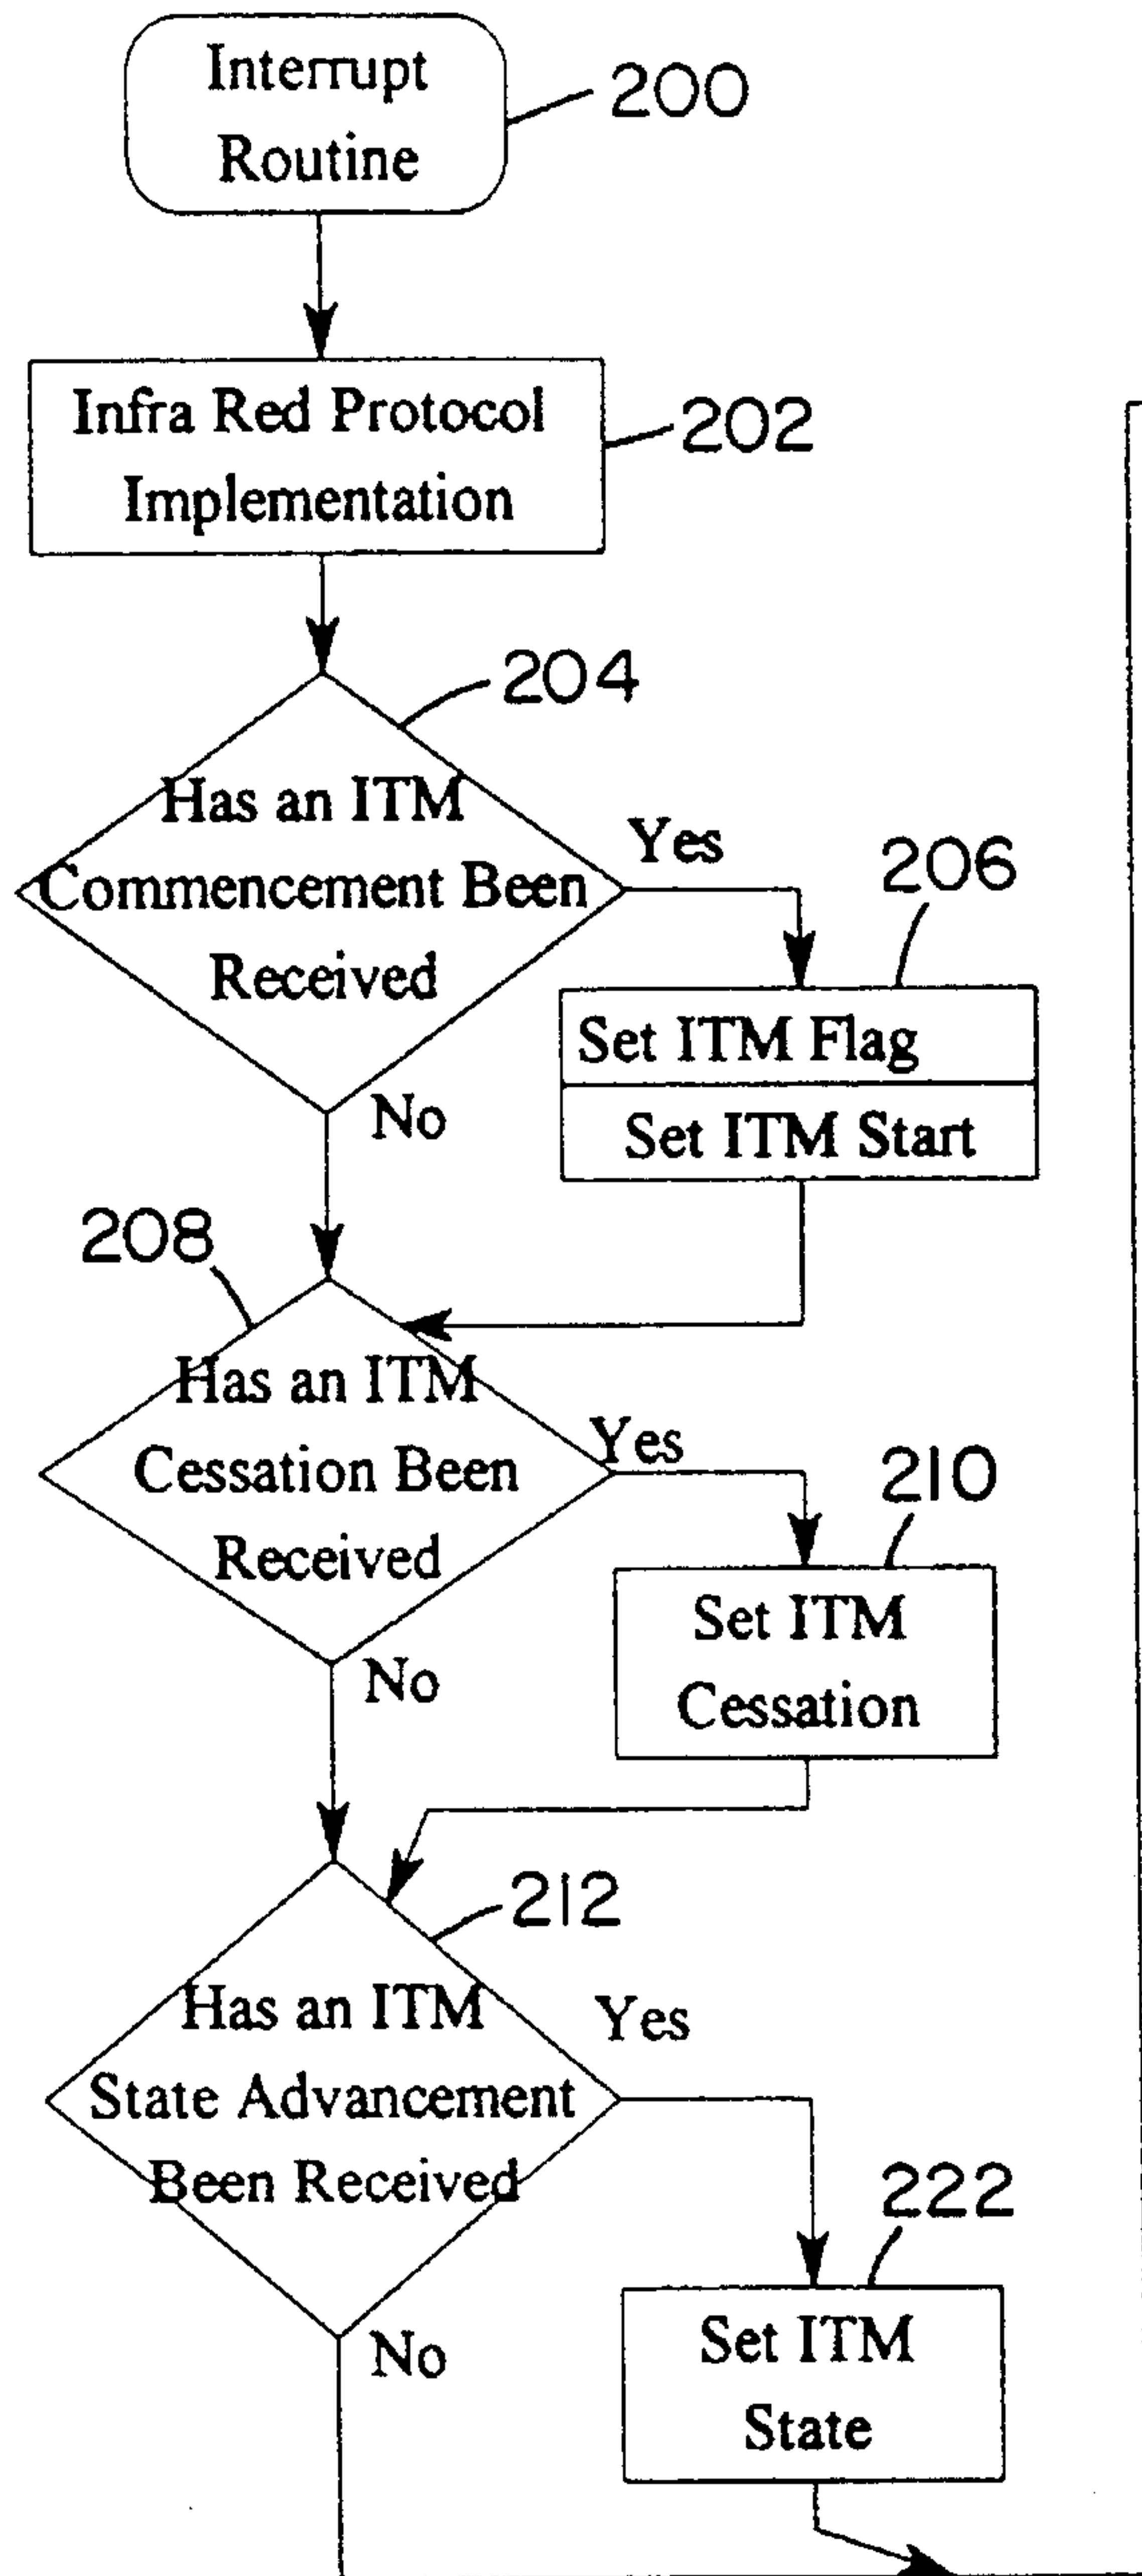 Interrupt
Routine
200
Infra Red Protocol
Implementation
202
204
Has an ITM
Commencement Been
Received
Yes
206
Set ITM Flag
Set ITM Start
No
208
Has an ITM
Cessation Been
Received
Yes
210
Set ITM
Cessation
No
212
Has an ITM
State Advancement
Been Received
Yes
222
Set ITM
State
No